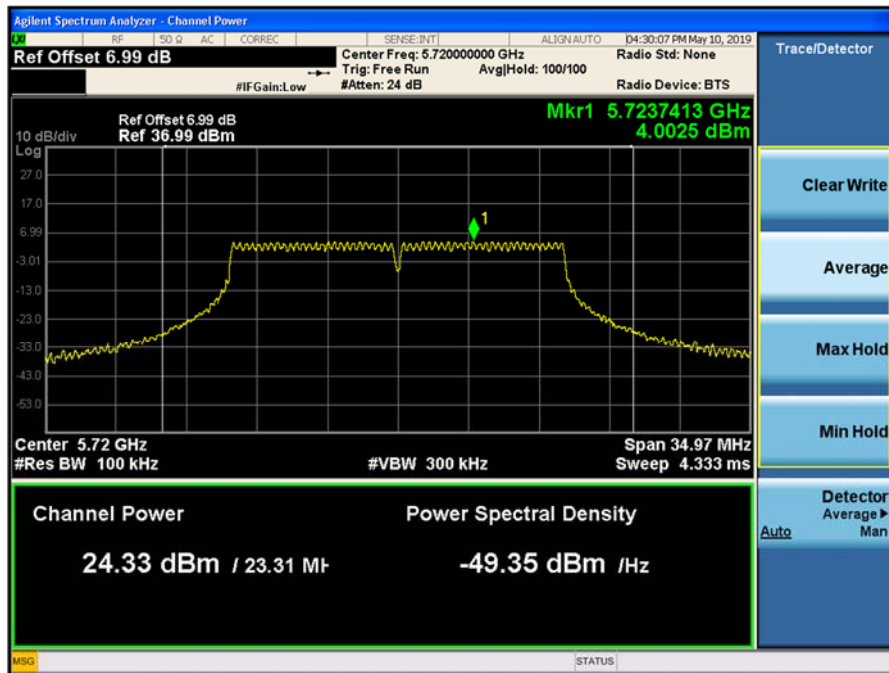 Agilent Spectrum Analyzer - Channel Power
LXI RF 50 Ω AC CORREC SENSE:INT ALIGN AUTO 04:30:07 PM May 10, 2019
Ref Offset 6.99 dB
Center Freq: 5.720000000 GHz Radio Std: None
Trig: Free Run Avg|Hold: 100/100
#IFGain:Low #Atten: 24 dB Radio Device: BTS
Ref Offset 6.99 dB
Mkr1 5.7237413 GHz
10 dB/div Ref 36.99 dBm
4.0025 dBm
Log
27.0
17.0
6.99
1
-3.01
-13.0
-23.0
-33.0
-43.0
-53.0
Center 5.72 GHz Span 34.97 MHz
#Res BW 100 kHz #VBW 300 kHz Sweep 4.333 ms
Channel Power Power Spectral Density
24.33 dBm / 23.31 MH -49.35 dBm /Hz
MSG STATUS
Trace/Detector
Clear Write
Average
Max Hold
Min Hold
Detector
Average
Auto Man